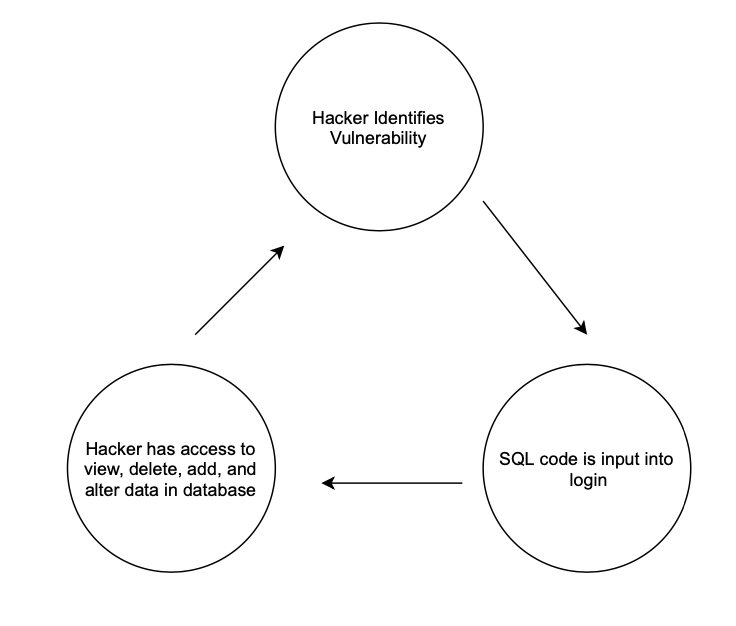 Hacker Identifies
Vulnerability
SQL code is input into
login
Hacker has access to
view, delete, add, and
alter data in database